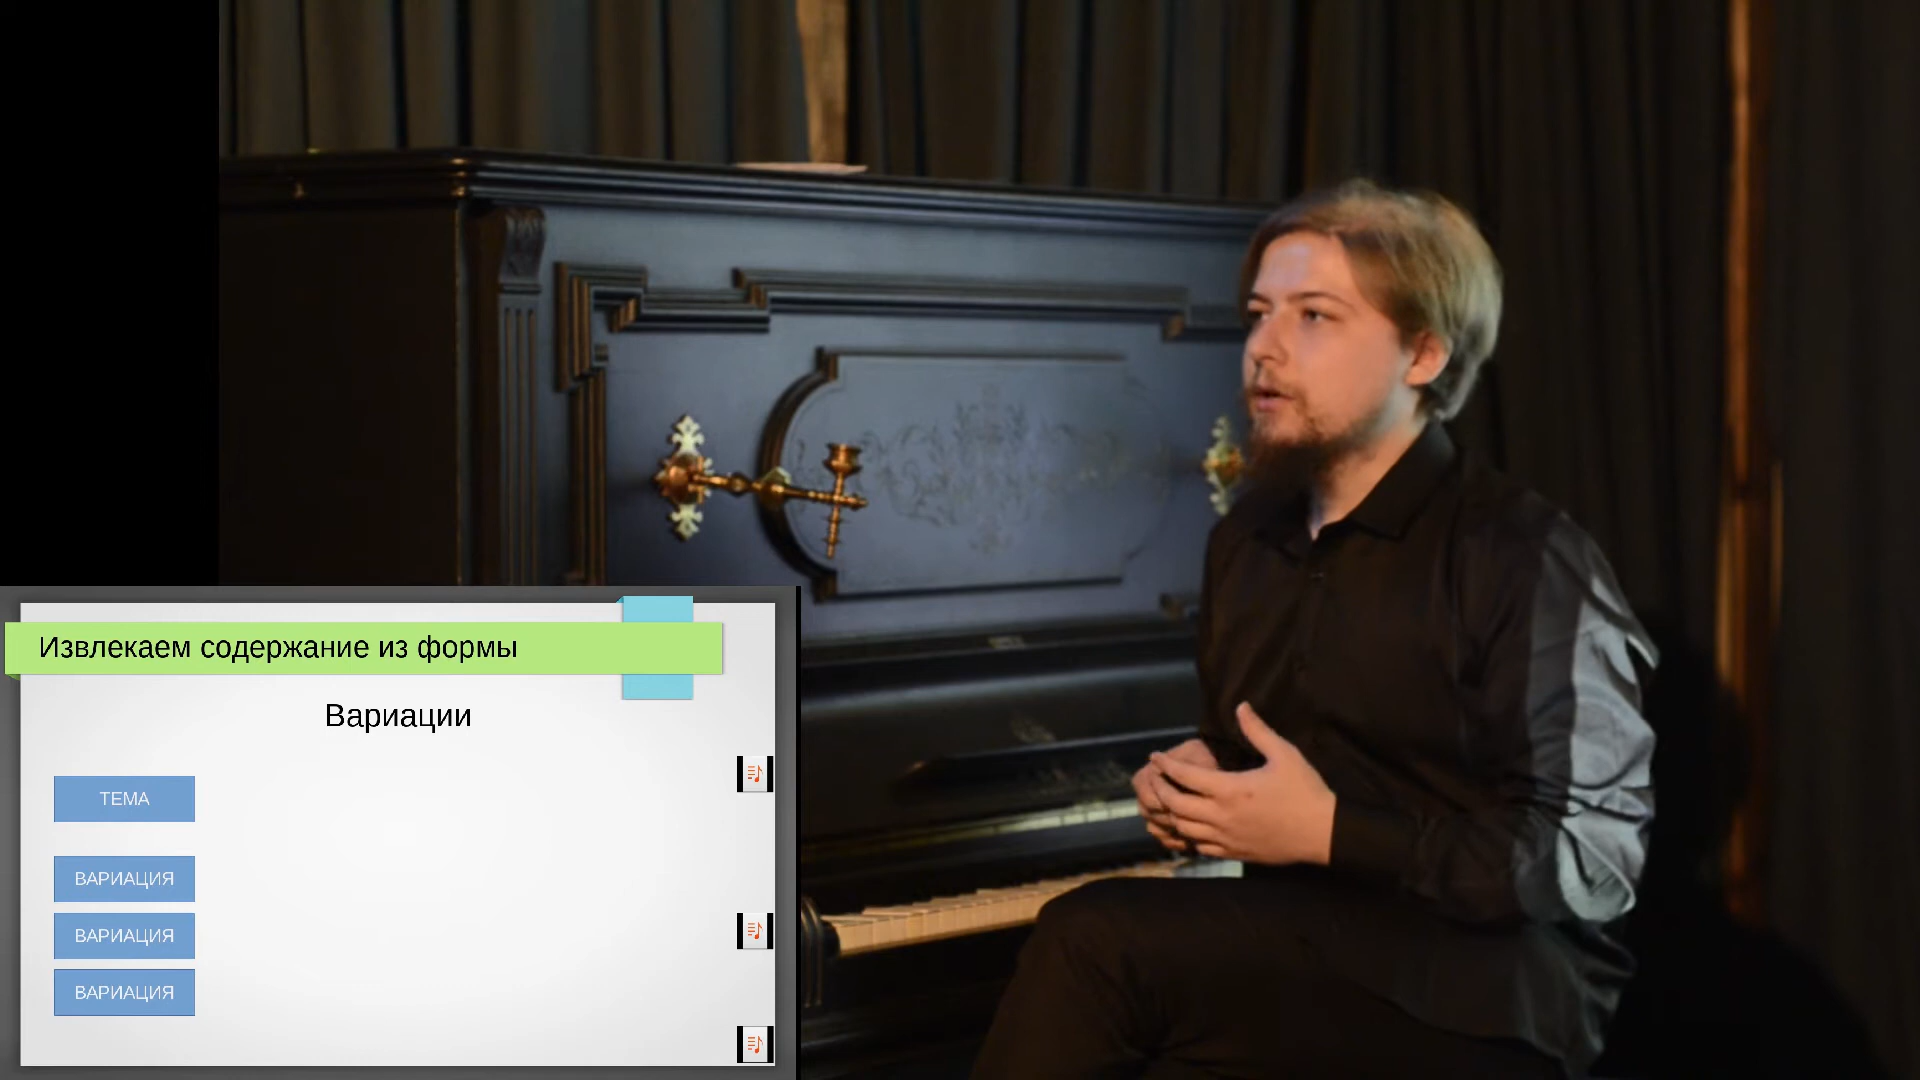 Извлекаем содержание из формы
Вариации
ТЕМА
ВАРИАЦИЯ
ВАРИАЦИЯ
ВАРИАЦИЯ